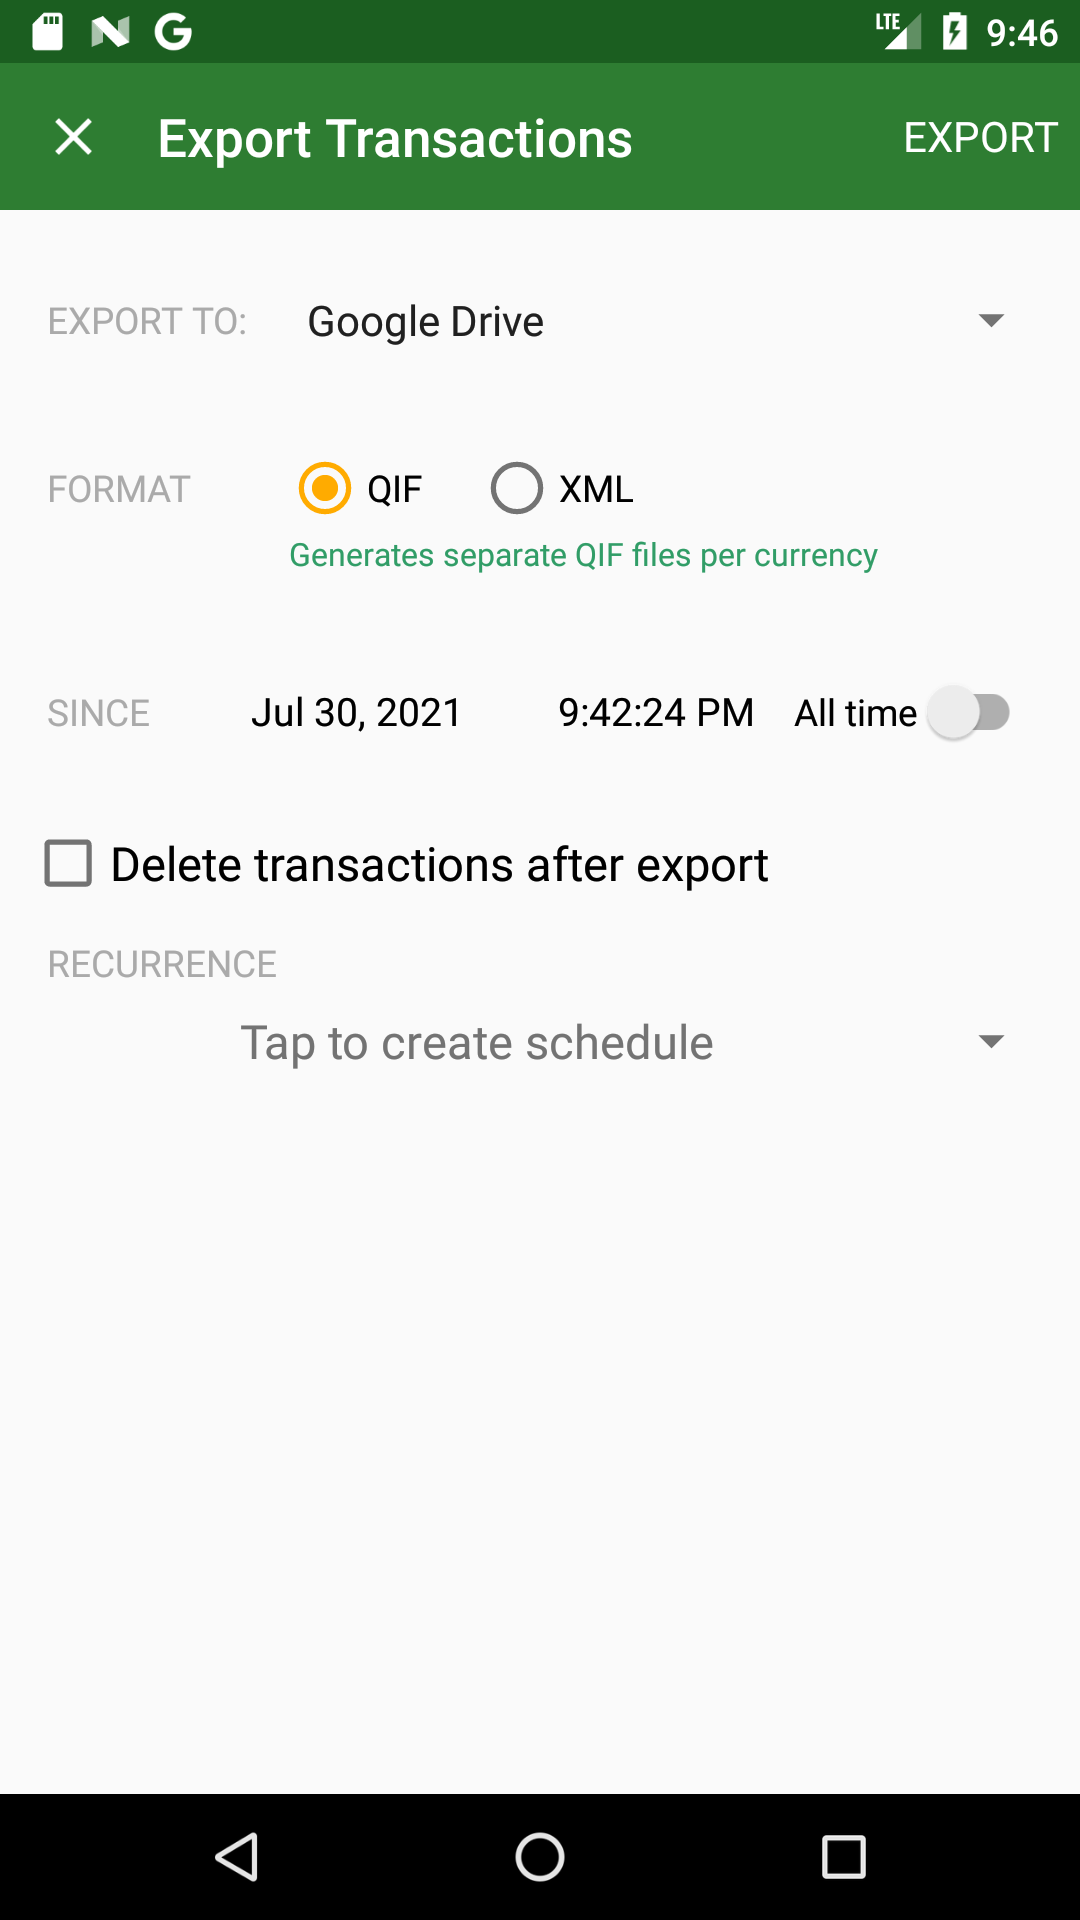 LTE 9:46
Export Transactions EXPORT
EXPORT TO: Google Drive
FORMAT QIF XML
Generates separate QIF files per currency
SINCE Jul 30, 2021 9:42:24 PM All time
Delete transactions after export
RECURRENCE
Tap to create schedule